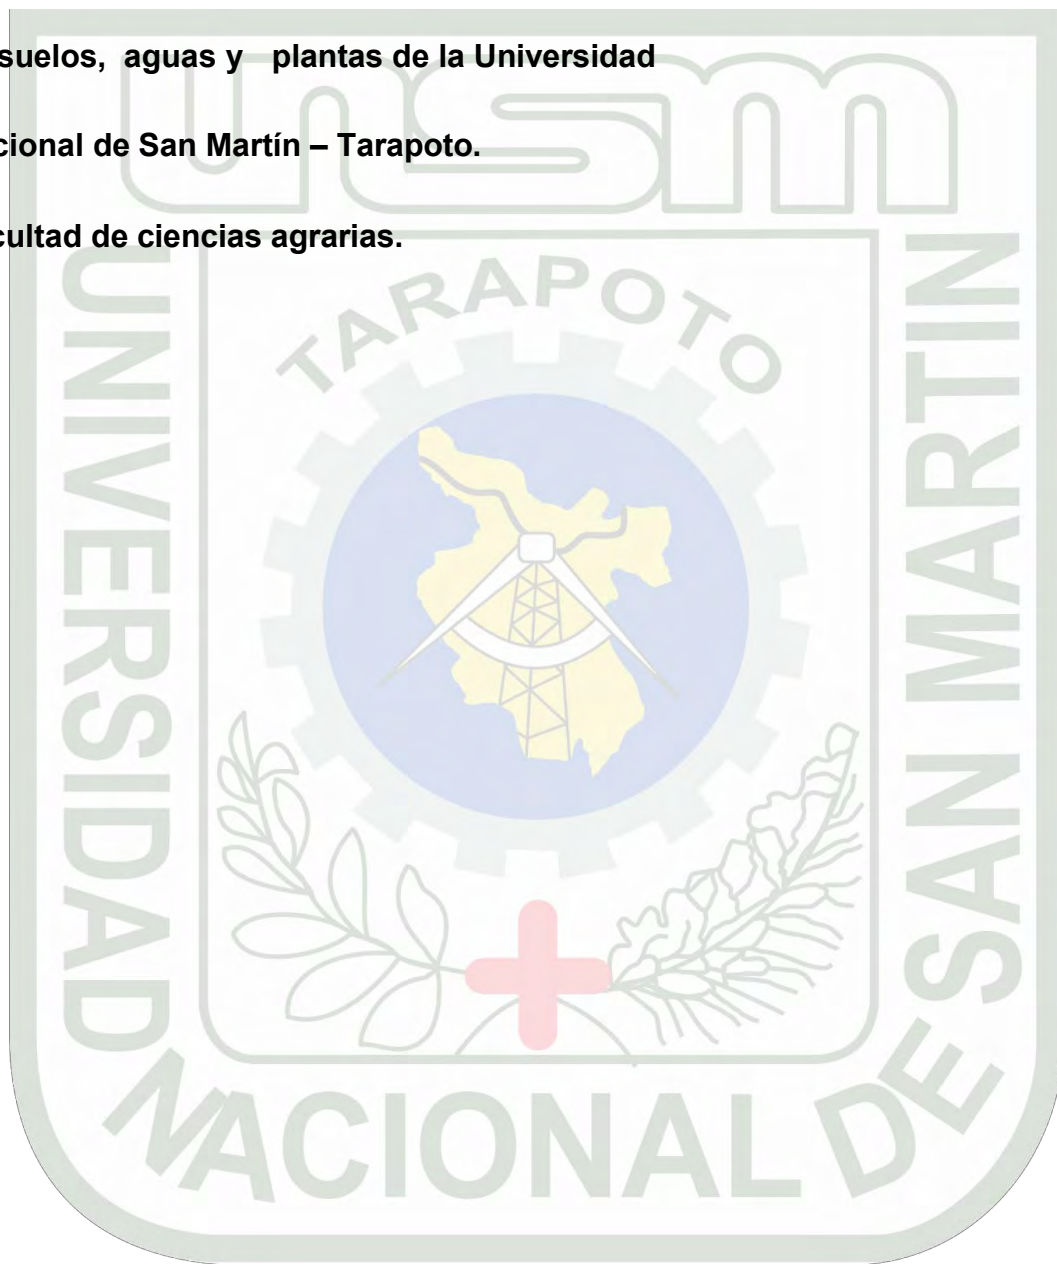 suelos, aguas y plantas de la Universidad
cional de San Martín – Tarapoto.
cultad de ciencias agrarias.
unsm
TARAPOTO
UNIVERSIDAD NACIONAL DE SAN MARTIN